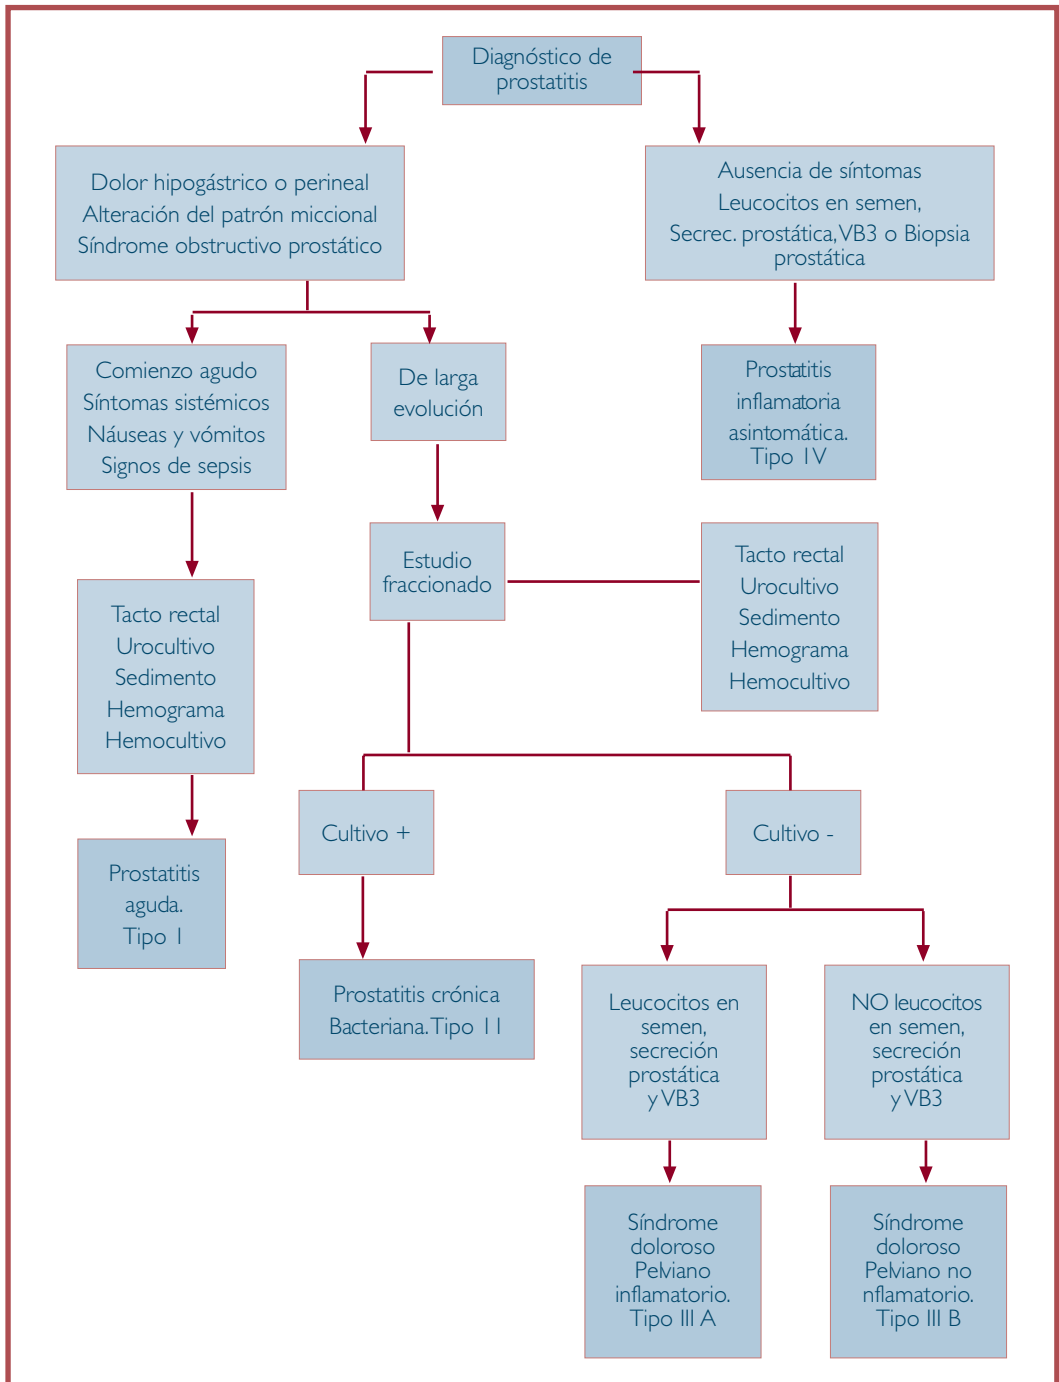 Diagnóstico de
prostatitis
Dolor hipogástrico o perineal
Alteración del patrón miccional
Síndrome obstructivo prostático
Ausencia de síntomas
Leucocitos en semen,
Secrec. prostática, VB3 o Biopsia
prostática
Comienzo agudo
Síntomas sistémicos
Náuseas y vómitos
Signos de sepsis
De larga
evolución
Prostatitis
inflamatoria
asintomática.
Tipo 1V
Estudio
fraccionado
Tacto rectal
Urocultivo
Sedimento
Hemograma
Hemocultivo
Tacto rectal
Urocultivo
Sedimento
Hemograma
Hemocultivo
Cultivo +
Cultivo -
Prostatitis
aguda.
Tipo 1
Prostatitis crónica
Bacteriana. Tipo 11
Leucocitos en
semen,
secreción
prostática
y VB3
NO leucocitos
en semen,
secreción
prostática
y VB3
Síndrome
doloroso
Pelviano
inflamatorio.
Tipo III A
Síndrome
doloroso
Pelviano no
nflamatorio.
Tipo III B